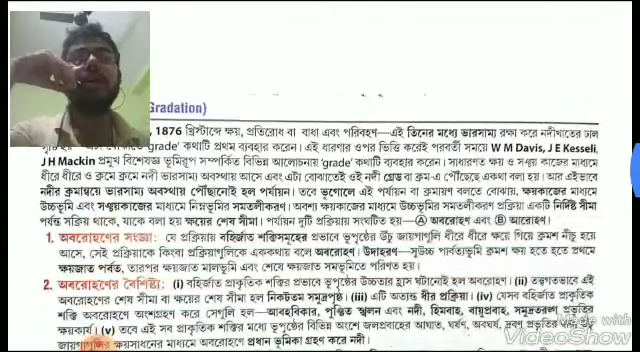 Gradation)
1876 খ্রিস্টাব্দে ক্ষয়, প্রতিরোধ বা বাধা এবং পরিবহণ – এই তিনের মধ্যে ভারসাম্য রক্ষা করে নদীখাতের ঢাল
'grade' কথাটি প্রথম ব্যবহার করেন। এই ধারণার ওপর ভিত্তি করেই পরবর্তী সময়ে W M Davis, J E Kesseli,
J H Mackin প্রমুখ বিশেষজ্ঞ ভূমিরূপ সম্পর্কিত বিভিন্ন আলোচনায় 'grade' কথাটি ব্যবহার করেন। সাধারণত ক্ষয় ও সঞ্চয় কাজের মাধ্যমে
ধীরে ধীরে ও ক্রমে ক্রমে নদী ভারসাম্য অবস্থায় আসে এবং এটা বোঝাতেই ওই নদী গ্রেড বা ক্রম-এ পৌঁছেছে একথা বলা হয়। আর এইভাবে
নদীর ক্রমান্বয়ে ভারসাম্য অবস্থায় পৌঁছানোই হল পর্যায়ন। তবে ভূগোলে এই পর্যায়ন বা ক্রমায়ণ বলতে বোঝায়, ক্ষয়কাজের মাধ্যমে
উচ্চভূমি এবং সঞ্চয়কাজের মাধ্যমে নিম্নভূমির সমতলীকরণ। অবশ্য ক্ষয়কাজের মাধ্যমে উচ্চভূমির সমতলীকরণ প্রক্রিয়া একটি নির্দিষ্ট সীমা
পর্যন্ত সক্রিয় থাকে, যাকে বলা হয় ক্ষয়ের শেষ সীমা। পর্যায়ন দুটি প্রক্রিয়ায় সংঘটিত হয় – Ⓐ অবরোহণ এবং Ⓑ আরোহণ।
1. অবরোহণের সংজ্ঞা: যে প্রক্রিয়ায় বহির্জাত শক্তিসমূহের প্রভাবে ভূপৃষ্ঠের উঁচু জায়গাগুলি ধীরে ধীরে ক্ষয়ে গিয়ে ক্রমশ নীচু হয়ে
আসে, সেই প্রক্রিয়াকে কিংবা প্রক্রিয়াগুলিকে এককথায় বলে অবরোহণ। উদাহরণ– সুউচ্চ পার্বত্যভূমি ক্রমশ ক্ষয় হতে হতে প্রথমে
ক্ষয়জাত পর্বত, তারপর ক্ষয়জাত মালভূমি এবং শেষে ক্ষয়জাত সমভূমিতে পরিণত হয়।
2. অবরোহণের বৈশিষ্ট্য: (i) বহির্জাত প্রাকৃতিক শক্তির প্রভাবে ভূপৃষ্ঠের উচ্চতার হ্রাস ঘটানোই হল অবরোহণ। (ii) তত্ত্বগতভাবে এই
অবরোহণের শেষ সীমা বা ক্ষয়ের শেষ সীমা হল নিকটতম সমুদ্রপৃষ্ঠ। (iii) এটি অত্যন্ত ধীর প্রক্রিয়া। (iv) যেসব বহির্জাত প্রাকৃতিক
শক্তি অবরোহণে অংশগ্রহণ করে সেগুলি হল – আবহবিকার, পুঞ্জিত স্খলন এবং নদী, হিমবাহ, বায়ুপ্রবাহ, সমুদ্রতরঙ্গ প্রভৃতির
ক্ষয়কার্য। (v) তবে এই সব প্রাকৃতিক শক্তির মধ্যে ভূপৃষ্ঠের বিভিন্ন অংশে জলপ্রবাহের আঘাত, ঘর্ষণ, অবঘর্ষ, দ্রবণ প্রভৃতির দ্বারা উঁচু
জায়গাগুলির ক্ষয়সাধনের মাধ্যমে অবরোহণে প্রধান ভূমিকা গ্রহণ করে নদী।
Made with
VivaVideo